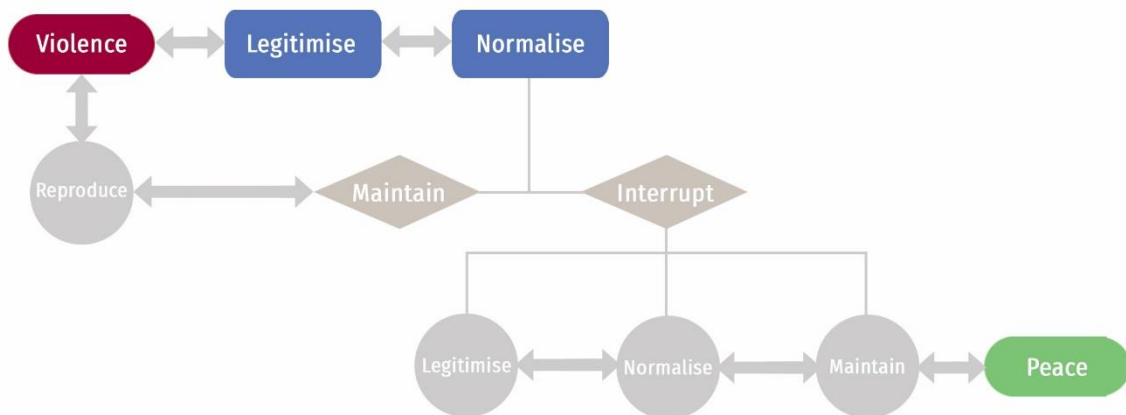 Violence
Legitimise
Normalise
Reproduce
Maintain
Interrupt
Legitimise
Normalise
Maintain
Peace